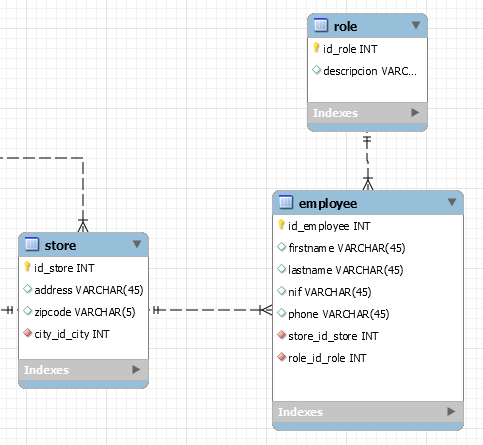 role
id_role INT
descripcion VARC...
Indexes
employee
id_employee INT
firstname VARCHAR(45)
lastname VARCHAR(45)
nif VARCHAR(45)
phone VARCHAR(45)
store_id_store INT
role_id_role INT
Indexes
store
id_store INT
address VARCHAR(45)
zipcode VARCHAR(5)
city_id_city INT
Indexes